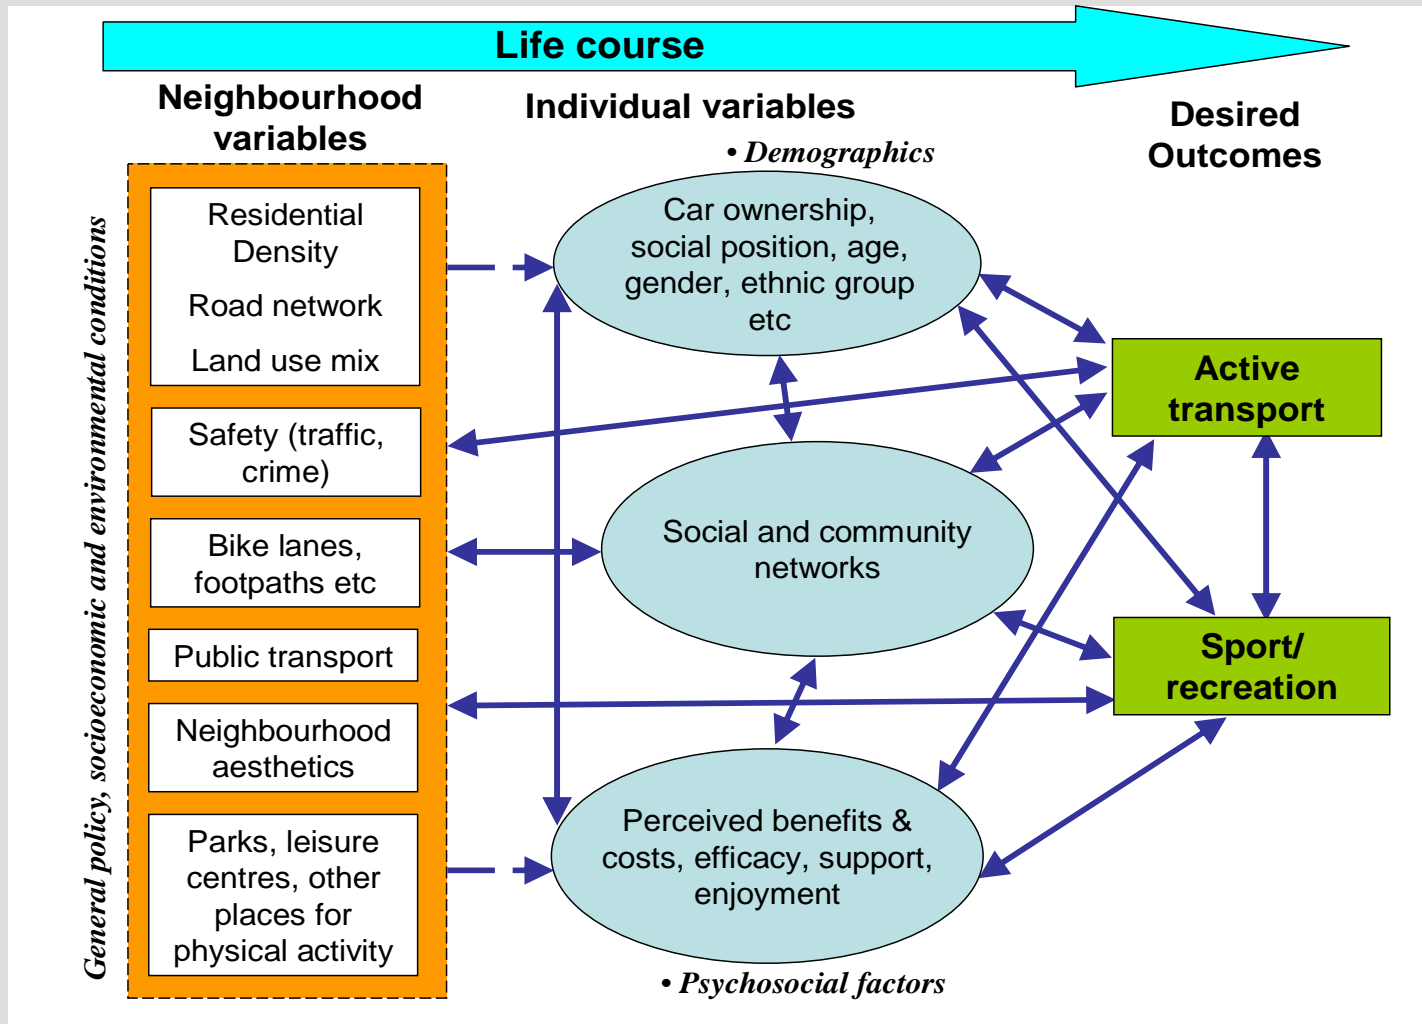 Life course
Neighbourhood
variables
Individual variables
Desired
Outcomes
• Demographics
General policy, socioeconomic and environmental conditions
Residential
Density
Road network
Land use mix
Safety (traffic,
crime)
Bike lanes,
footpaths etc
Public transport
Neighbourhood
aesthetics
Parks, leisure
centres, other
places for
physical activity
Car ownership,
social position, age,
gender, ethnic group
etc
Social and community
networks
Perceived benefits &
costs, efficacy, support,
enjoyment
• Psychosocial factors
Active
transport
Sport/
recreation